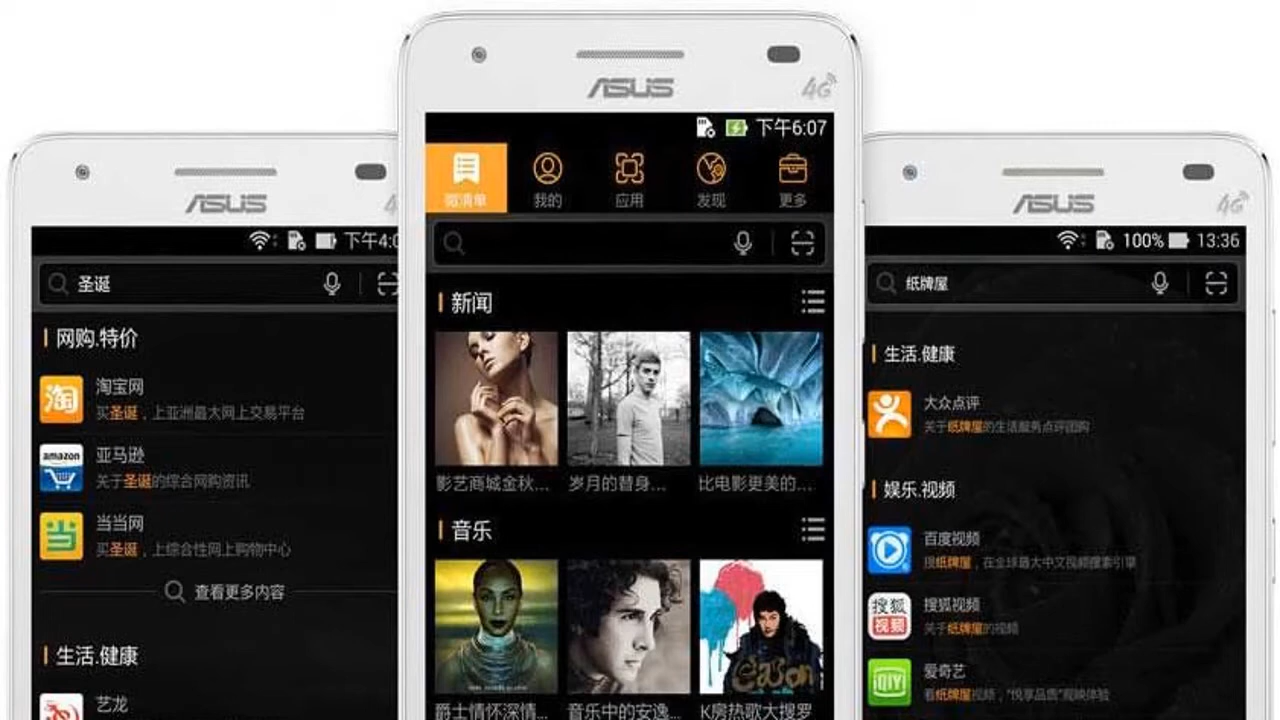 ASUS
4G
下午4:0
圣诞
网购.特价
淘
淘宝网
买圣诞，上亚洲最大网上交易平台
amazon
亚马逊
关于圣诞的综合网购资讯
当
当当网
买圣诞，上综合性网上购物中心
查看更多内容
生活.健康
艺龙
ASUS
4G
下午6:07
微清单
我的
应用
发现
更多
新闻
影艺商城金秋...
岁月的替身...
比电影更美的...
音乐
eason
爵士情怀深情...
音乐中的安逸...
K房热歌大搜罗
ASUS
4G
100%
13:36
纸牌屋
生活.健康
大众点评
关于纸牌屋的生活服务点评团购
娱乐.视频
百度视频
搜纸牌屋，在全球最大中文视频搜索引擎
搜狐
视频
搜狐视频
关于纸牌屋的视频
iQIYI
爱奇艺
看纸牌屋视频，“悦享品质”观映体验